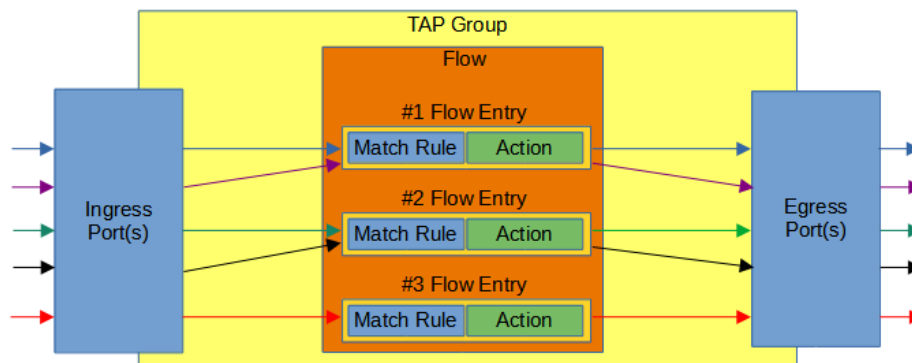 TAP Group
Flow
#1 Flow Entry
Match Rule Action
Ingress
Port(s)
#2 Flow Entry
Match Rule Action
Egress
Port(s)
#3 Flow Entry
Match Rule Action